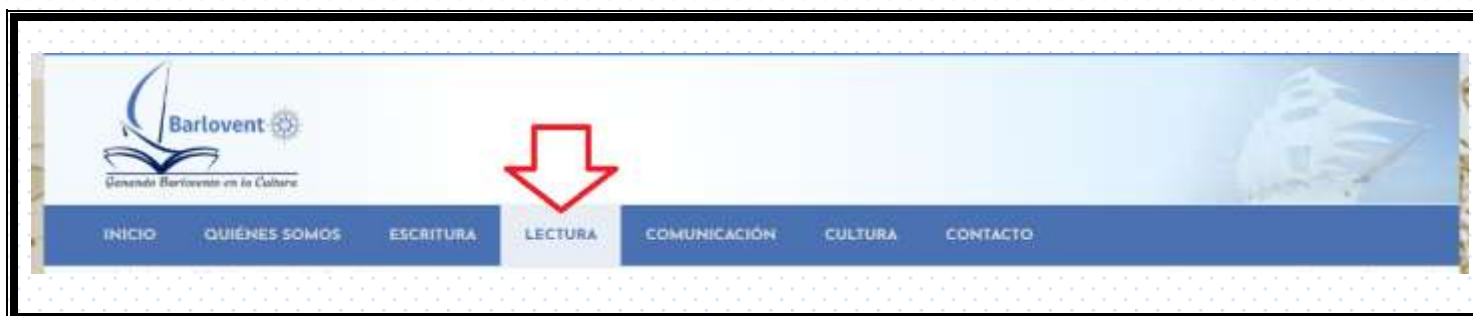 Barlovent
Ganando Barlovento en la Cultura
INICIO QUIÉNES SOMOS ESCRITURA LECTURA COMUNICACIÓN CULTURA CONTACTO